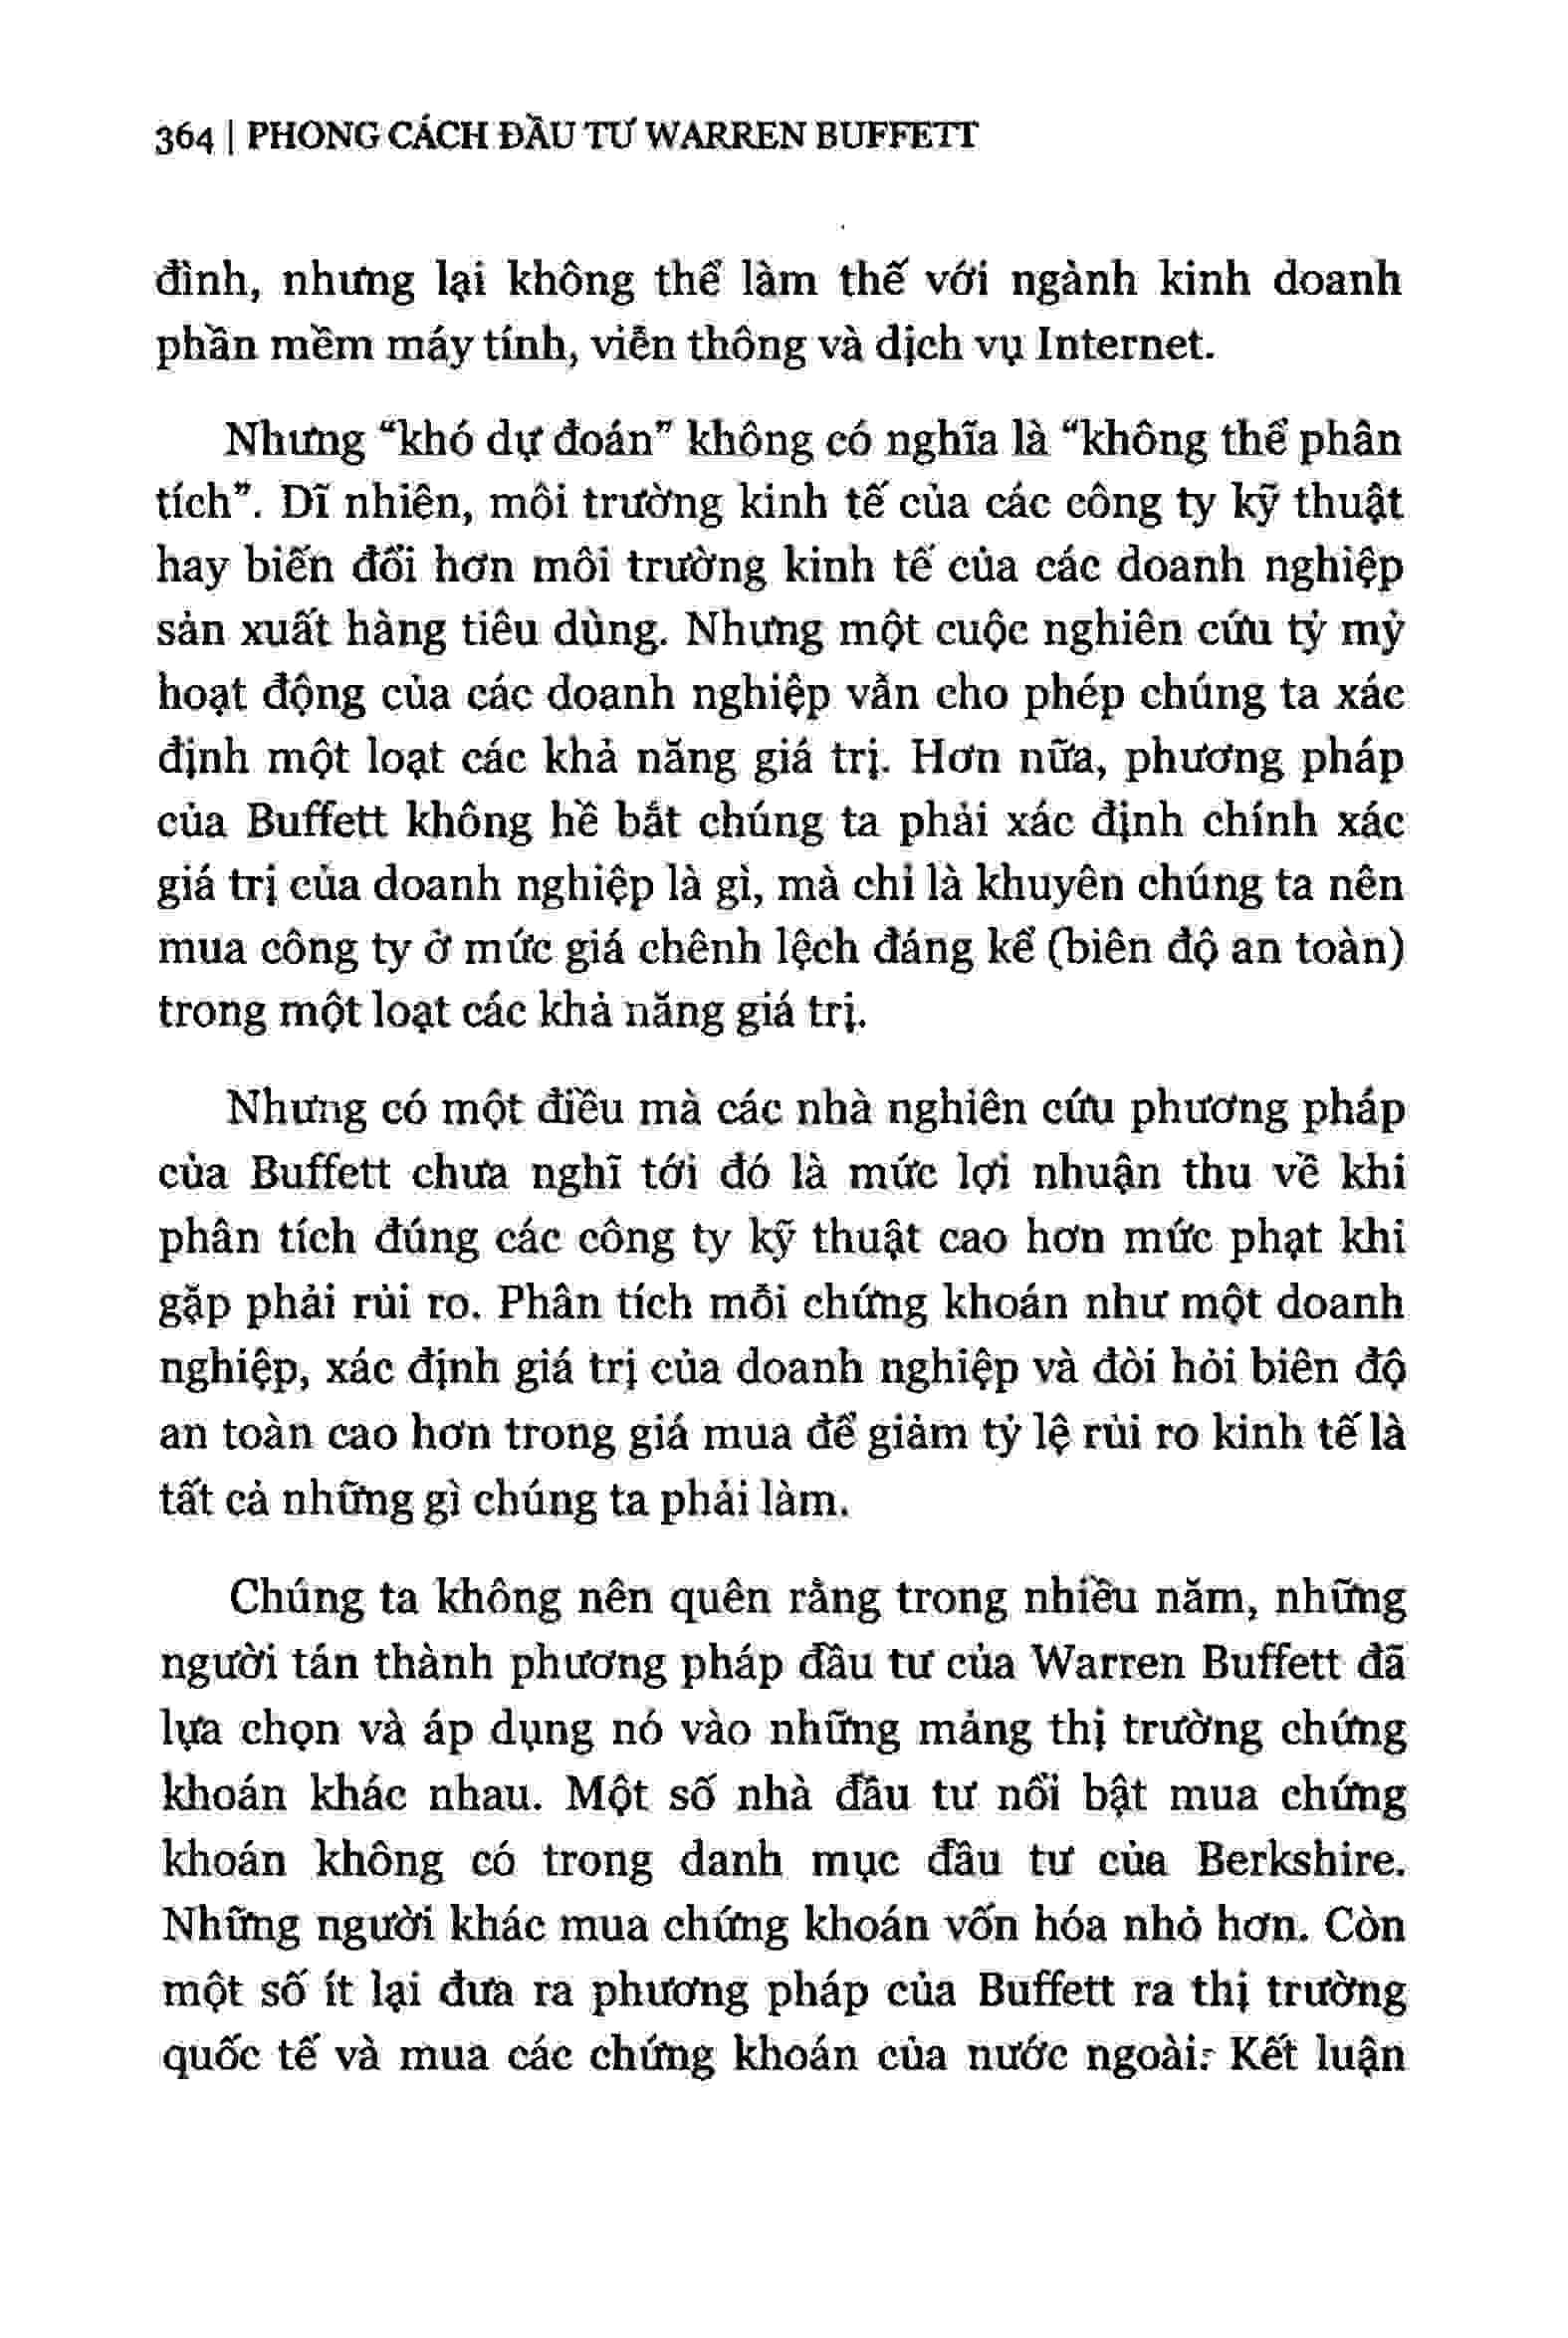 364 | PHONG CÁCH ĐẦU TƯ WARREN BUFFETT
đình, nhưng lại không thể làm thế với ngành kinh doanh
phần mềm máy tính, viễn thông và dịch vụ Internet.
Nhưng “khó dự đoán” không có nghĩa là “không thể phân
tích”. Dĩ nhiên, môi trường kinh tế của các công ty kỹ thuật
hay biến đổi hơn môi trường kinh tế của các doanh nghiệp
sản xuất hàng tiêu dùng. Nhưng một cuộc nghiên cứu tỷ mỷ
hoạt động của các doanh nghiệp vẫn cho phép chúng ta xác
định một loạt các khả năng giá trị. Hơn nữa, phương pháp
của Buffett không hề bắt chúng ta phải xác định chính xác
giá trị của doanh nghiệp là gì, mà chỉ là khuyên chúng ta nên
mua công ty ở mức giá chênh lệch đáng kể (biên độ an toàn)
trong một loạt các khả năng giá trị.
Nhưng có một điều mà các nhà nghiên cứu phương pháp
của Buffett chưa nghĩ tới đó là mức lợi nhuận thu về khi
phân tích đúng các công ty kỹ thuật cao hơn mức phạt khi
gặp phải rủi ro. Phân tích mỗi chứng khoán như một doanh
nghiệp, xác định giá trị của doanh nghiệp và đòi hỏi biên độ
an toàn cao hơn trong giá mua để giảm tỷ lệ rủi ro kinh tế là
tất cả những gì chúng ta phải làm.
Chúng ta không nên quên rằng trong nhiều năm, những
người tán thành phương pháp đầu tư của Warren Buffett đã
lựa chọn và áp dụng nó vào những mảng thị trường chứng
khoán khác nhau. Một số nhà đầu tư nổi bật mua chứng
khoán không có trong danh mục đầu tư của Berkshire.
Những người khác mua chứng khoán vốn hóa nhỏ hơn. Còn
một số ít lại đưa ra phương pháp của Buffett ra thị trường
quốc tế và mua các chứng khoán của nước ngoài. Kết luận